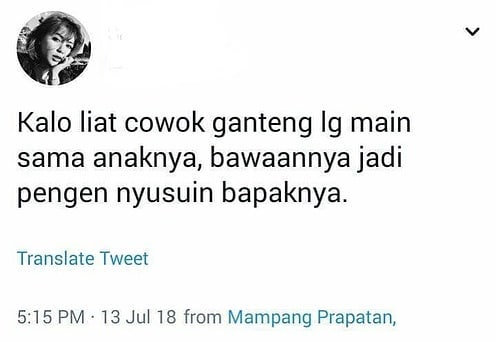 Kalo liat cowok ganteng lg main
sama anaknya, bawaannya jadi
pengen nyusuin bapaknya.
Translate Tweet
5:15 PM · 13 Jul 18 from Mampang Prapatan,